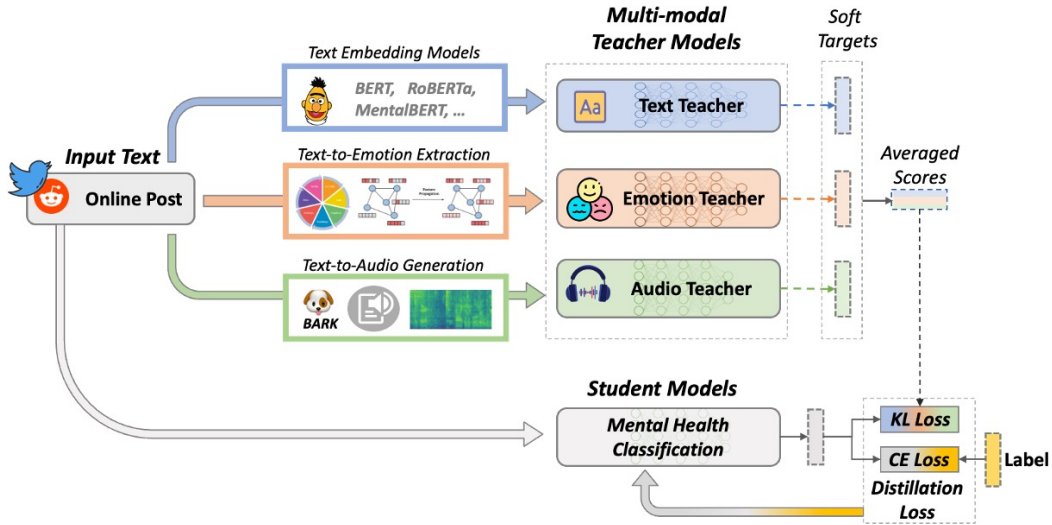 Multi-modal
Teacher Models
Soft
Targets
Text Embedding Models
BERT, RoBERTa,
MentalBERT, ...
Aa
Text Teacher
Input Text
Online Post
Text-to-Emotion Extraction
Emotion Teacher
Averaged
Scores
Text-to-Audio Generation
BARK
Audio Teacher
Student Models
Mental Health
Classification
KL Loss
CE Loss
Label
Distillation
Loss